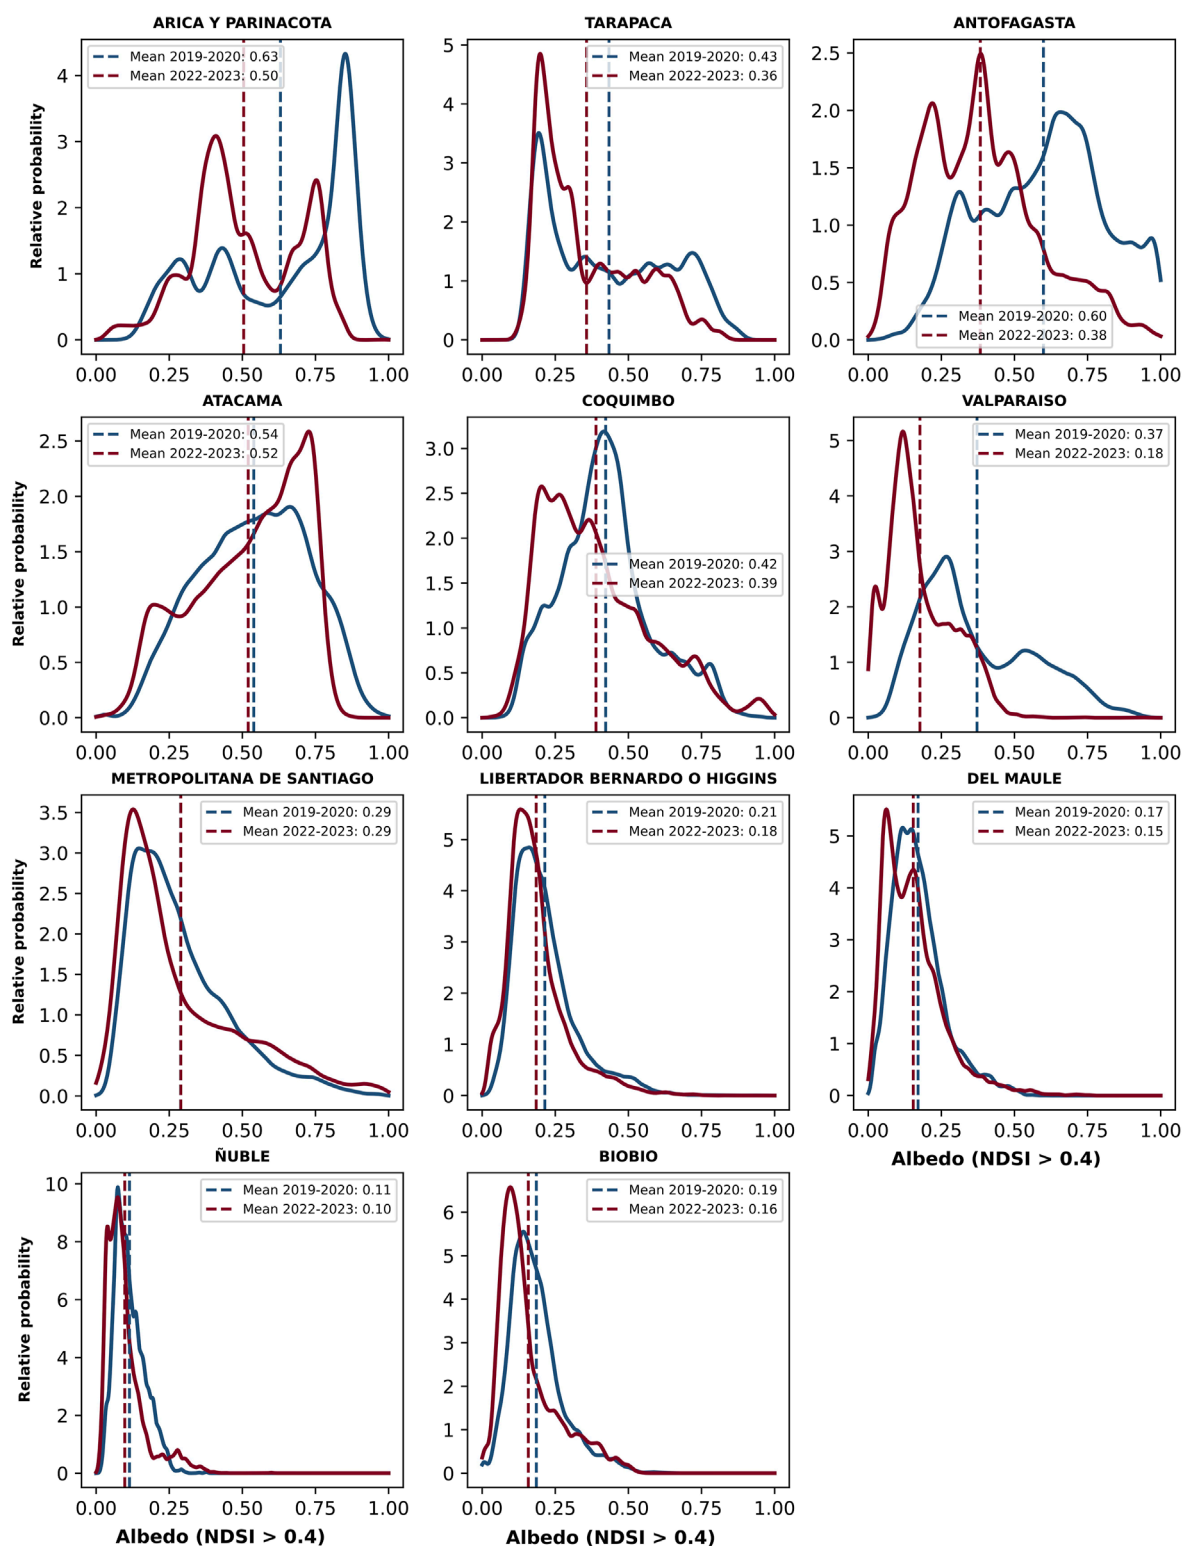 ARICA Y PARINACOTA
Mean 2019-2020: 0.63
Mean 2022-2023: 0.50
Relative probability
4
3
2
1
0
0.00 0.25 0.50 0.75 1.00
TARAPACA
Mean 2019-2020: 0.43
Mean 2022-2023: 0.36
5
4
3
2
1
0
0.00 0.25 0.50 0.75 1.00
ANTOFAGASTA
2.5
2.0
1.5
1.0
0.5
0.0
Mean 2019-2020: 0.60
Mean 2022-2023: 0.38
0.00 0.25 0.50 0.75 1.00
ATACAMA
Mean 2019-2020: 0.54
Mean 2022-2023: 0.52
Relative probability
2.5
2.0
1.5
1.0
0.5
0.0
0.00 0.25 0.50 0.75 1.00
COQUIMBO
3.0
2.5
2.0
1.5
1.0
0.5
0.0
Mean 2019-2020: 0.42
Mean 2022-2023: 0.39
0.00 0.25 0.50 0.75 1.00
VALPARAISO
Mean 2019-2020: 0.37
Mean 2022-2023: 0.18
5
4
3
2
1
0
0.00 0.25 0.50 0.75 1.00
METROPOLITANA DE SANTIAGO
Mean 2019-2020: 0.29
Mean 2022-2023: 0.29
Relative probability
3.5
3.0
2.5
2.0
1.5
1.0
0.5
0.0
0.00 0.25 0.50 0.75 1.00
LIBERTADOR BERNARDO O HIGGINS
Mean 2019-2020: 0.21
Mean 2022-2023: 0.18
5
4
3
2
1
0
0.00 0.25 0.50 0.75 1.00
DEL MAULE
Mean 2019-2020: 0.17
Mean 2022-2023: 0.15
5
4
3
2
1
0
0.00 0.25 0.50 0.75 1.00
Albedo (NDSI > 0.4)
ÑUBLE
Mean 2019-2020: 0.11
Mean 2022-2023: 0.10
Relative probability
10
8
6
4
2
0
0.00 0.25 0.50 0.75 1.00
Albedo (NDSI > 0.4)
BIOBIO
Mean 2019-2020: 0.19
Mean 2022-2023: 0.16
6
5
4
3
2
1
0
0.00 0.25 0.50 0.75 1.00
Albedo (NDSI > 0.4)